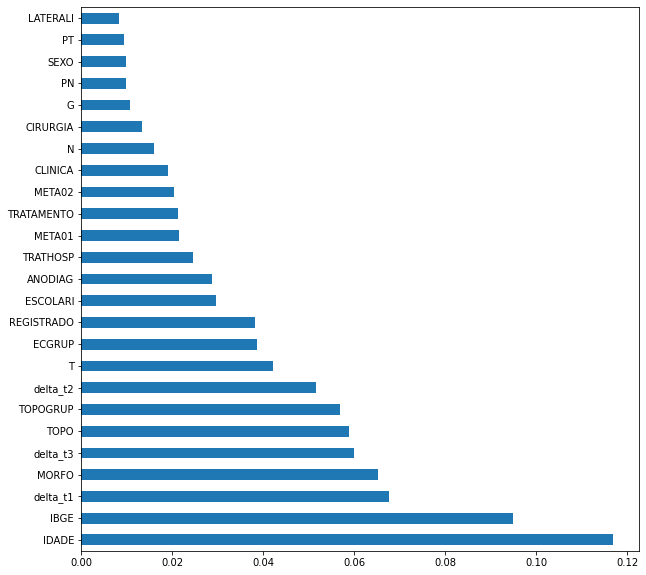 LATERALI
PT
SEXO
PN
G
CIRURGIA
N
CLINICA
META02
TRATAMENTO
META01
TRATHOSP
ANODIAG
ESCOLARI
REGISTRADO
ECGRUP
T
delta_t2
TOPOGRUP
TOPO
delta_t3
MORFO
delta_t1
IBGE
IDADE
0.00 0.02 0.04 0.06 0.08 0.10 0.12